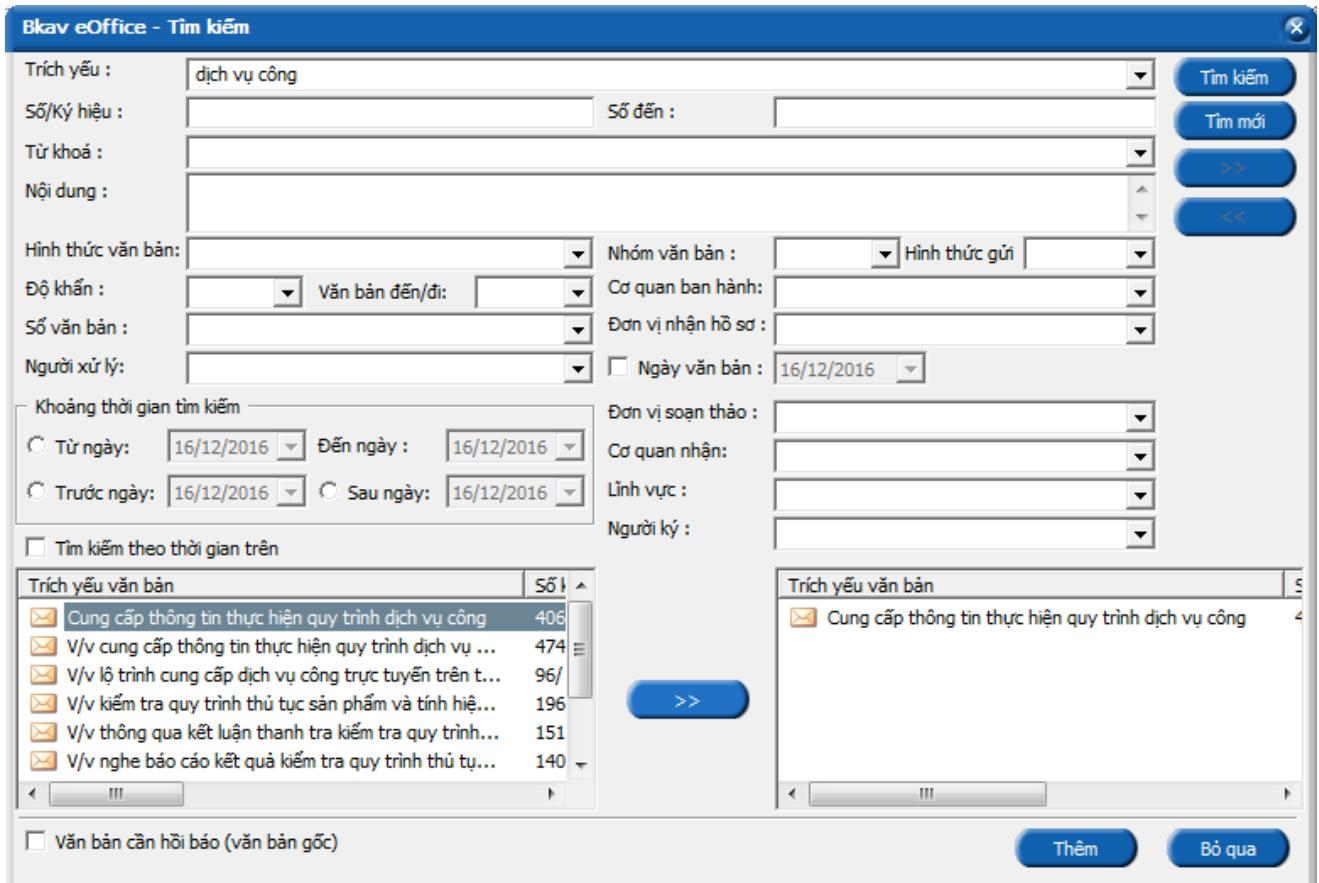 Bkav eOffice - Tìm kiếm
Trích yếu : dịch vụ công Tìm kiếm
Số/Ký hiệu : Số đến : Tìm mới
Từ khoá :
>>
Nội dung :
<<
Hình thức văn bản: Nhóm văn bản : Hình thức gửi
Độ khẩn : Văn bản đến/đi: Cơ quan ban hành:
Sổ văn bản : Đơn vị nhận hồ sơ :
Người xử lý: Ngày văn bản : 16/12/2016
Khoảng thời gian tìm kiếm Đơn vị soạn thảo :
Từ ngày: 16/12/2016 Đến ngày : 16/12/2016 Cơ quan nhận:
Trước ngày: 16/12/2016 Sau ngày: 16/12/2016 Lĩnh vực :
Người ký :
Tìm kiếm theo thời gian trên
Trích yếu văn bản Số k Trích yếu văn bản S
Cung cấp thông tin thực hiện quy trình dịch vụ công 406 Cung cấp thông tin thực hiện quy trình dịch vụ công 4
V/v cung cấp thông tin thực hiện quy trình dịch vụ ... 474
V/v lộ trình cung cấp dịch vụ công trực tuyến trên t... 96/
V/v kiểm tra quy trình thủ tục sản phẩm và tính hiệ... 196 >>
V/v thông qua kết luận thanh tra kiểm tra quy trình... 151
V/v nghe báo cáo kết quả kiểm tra quy trình thủ tụ... 140
Văn bản cần hồi báo (văn bản gốc) Thêm Bỏ qua